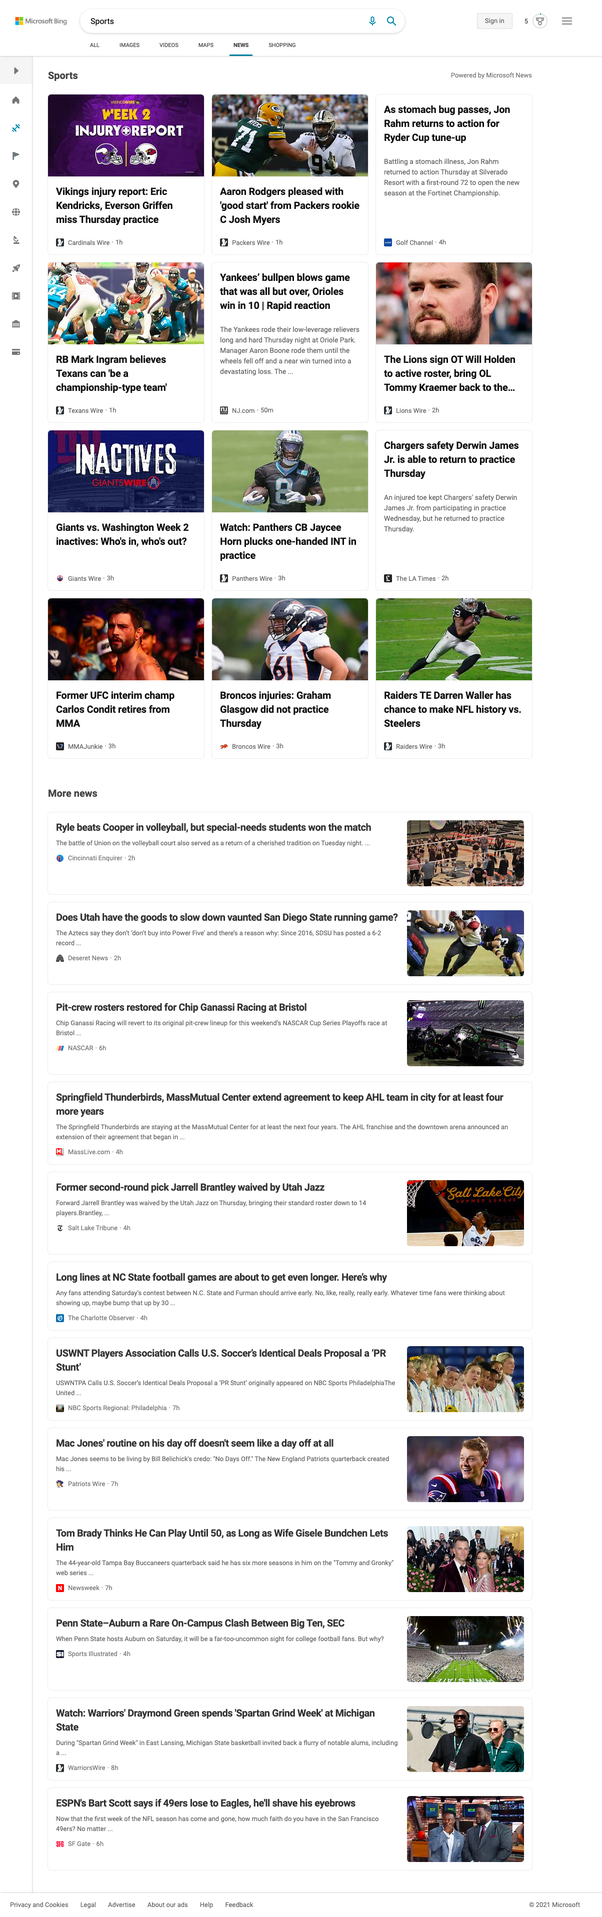 Microsoft Bing
Sports
Sign in
5
ALL IMAGES VIDEOS MAPS NEWS SHOPPING
Sports
Powered by Microsoft News
WEEK 2
INJURY REPORT
Vikings injury report: Eric
Kendricks, Everson Griffen
miss Thursday practice
Cardinals Wire · 1h
71
Aaron Rodgers pleased with
'good start' from Packers rookie
C Josh Myers
Packers Wire · 1h
As stomach bug passes, Jon
Rahm returns to action for
Ryder Cup tune-up
Battling a stomach illness, Jon Rahm
returned to action Thursday at Silverado
Resort with a first-round 72 to open the new
season at the Fortinet Championship.
Golf Channel · 4h
RB Mark Ingram believes
Texans can 'be a
championship-type team'
Texans Wire · 1h
Yankees' bullpen blows game
that was all but over, Orioles
win in 10 | Rapid reaction
The Yankees rode their low-leverage relievers
long and hard Thursday night at Oriole Park.
Manager Aaron Boone rode them until the
wheels fell off and a near win turned into a
devastating loss. The ...
NJ.com · 50m
The Lions sign OT Will Holden
to active roster, bring OL
Tommy Kraemer back to the...
Lions Wire · 2h
INACTIVES
GIANTSWIRE
Giants vs. Washington Week 2
inactives: Who's in, who's out?
Giants Wire · 3h
8
Watch: Panthers CB Jaycee
Horn plucks one-handed INT in
practice
Panthers Wire · 3h
Chargers safety Derwin James
Jr. is able to return to practice
Thursday
An injured toe kept Chargers' safety Derwin
James Jr. from participating in practice
Wednesday, but he returned to practice
Thursday.
The LA Times · 2h
Former UFC interim champ
Carlos Condit retires from
MMA
MMAJunkie · 3h
61
Broncos injuries: Graham
Glasgow did not practice
Thursday
Broncos Wire · 3h
Raiders TE Darren Waller has
chance to make NFL history vs.
Steelers
Raiders Wire · 3h
More news
Ryle beats Cooper in volleyball, but special-needs students won the match
The battle of Union on the volleyball court also served as a return of a cherished tradition on Tuesday night. ...
Cincinnati Enquirer · 2h
Does Utah have the goods to slow down vaunted San Diego State running game?
The Aztecs say they don't 'don't buy into Power Five' and there's a reason why: Since 2016, SDSU has posted a 6-2
record ...
Deseret News · 2h
Pit-crew rosters restored for Chip Ganassi Racing at Bristol
Chip Ganassi Racing will revert to its original pit-crew lineup for this weekend's NASCAR Cup Series Playoffs race at
Bristol ...
NASCAR · 6h
Springfield Thunderbirds, MassMutual Center extend agreement to keep AHL team in city for at least four
more years
The Springfield Thunderbirds are staying at the MassMutual Center for at least the next four years. The AHL franchise and the downtown arena announced an
extension of their agreement that began in ...
MassLive.com · 4h
Former second-round pick Jarrell Brantley waived by Utah Jazz
Forward Jarrell Brantley was waived by the Utah Jazz on Thursday, bringing their standard roster down to 14
players.Brantley, ...
Salt Lake Tribune · 4h
Salt Lake City
Long lines at NC State football games are about to get even longer. Here's why
Any fans attending Saturday's contest between N.C. State and Furman should arrive early. No, like, really, really early. Whatever time fans were thinking about
showing up, maybe bump that up by 30 ...
The Charlotte Observer · 4h
USWNT Players Association Calls U.S. Soccer's Identical Deals Proposal a 'PR
Stunt'
USWNTPA Calls U.S. Soccer's Identical Deals Proposal a 'PR Stunt' originally appeared on NBC Sports PhiladelphiaThe
United ...
NBC Sports Regional: Philadelphia · 7h
Mac Jones' routine on his day off doesn't seem like a day off at all
Mac Jones seems to be living by Bill Belichick's credo: "No Days Off." The New England Patriots quarterback created
his ...
Patriots Wire · 7h
Tom Brady Thinks He Can Play Until 50, as Long as Wife Gisele Bundchen Lets
Him
The 44-year-old Tampa Bay Buccaneers quarterback said he has six more seasons in him on the "Tommy and Gronky"
web series ...
Newsweek · 7h
Penn State–Auburn a Rare On-Campus Clash Between Big Ten, SEC
When Penn State hosts Auburn on Saturday, it will be a far-too-uncommon sight for college football fans. But why?
Sports Illustrated · 4h
Watch: Warriors' Draymond Green spends 'Spartan Grind Week' at Michigan
State
During "Spartan Grind Week" in East Lansing, Michigan State basketball invited back a flurry of notable alums, including
a ...
WarriorsWire · 8h
ESPN's Bart Scott says if 49ers lose to Eagles, he'll shave his eyebrows
Now that the first week of the NFL season has come and gone, how much faith do you have in the San Francisco
49ers? No matter ...
SF Gate · 6h
Privacy and Cookies Legal Advertise About our ads Help Feedback
© 2021 Microsoft